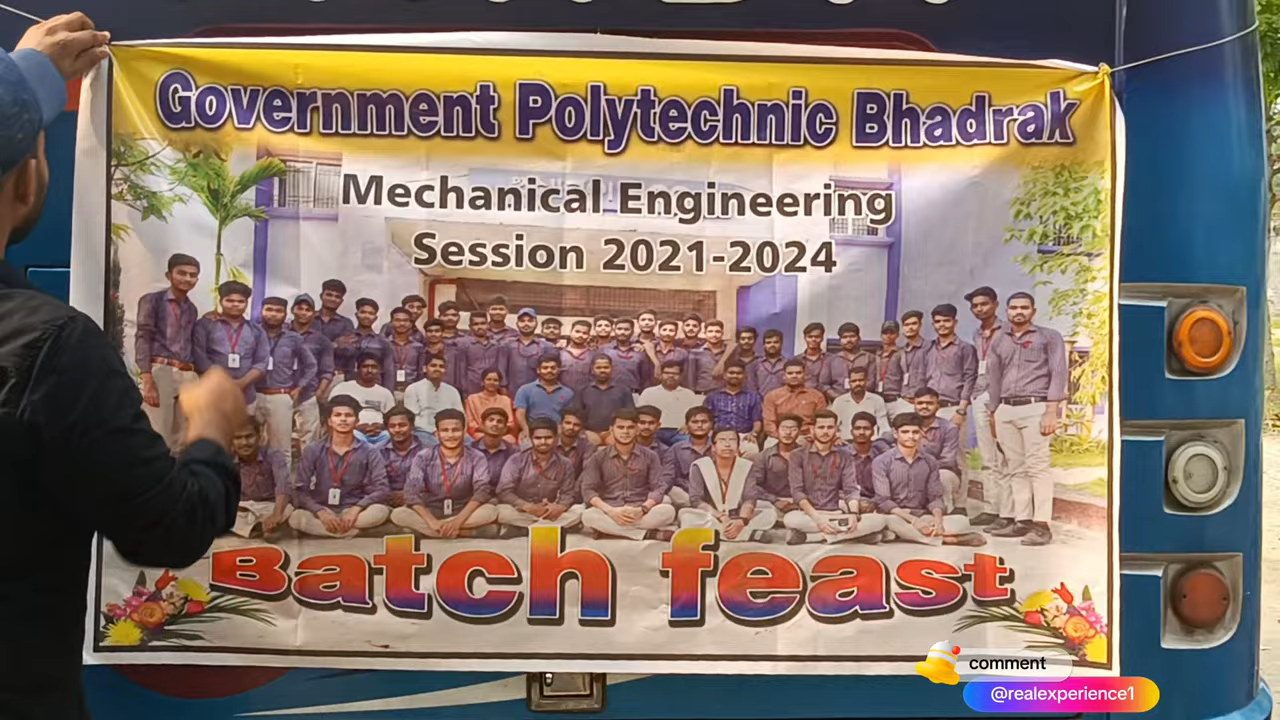 Government Polytechnic Bhadrak
Mechanical Engineering
Session 2021-2024
Batch feast
comment
@realexperience1